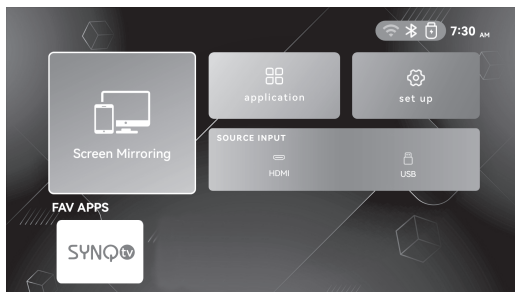 7:30 AM
application
set up
Screen Mirroring
SOURCE INPUT
HDMI
USB
FAV APPS
SYNQ tv